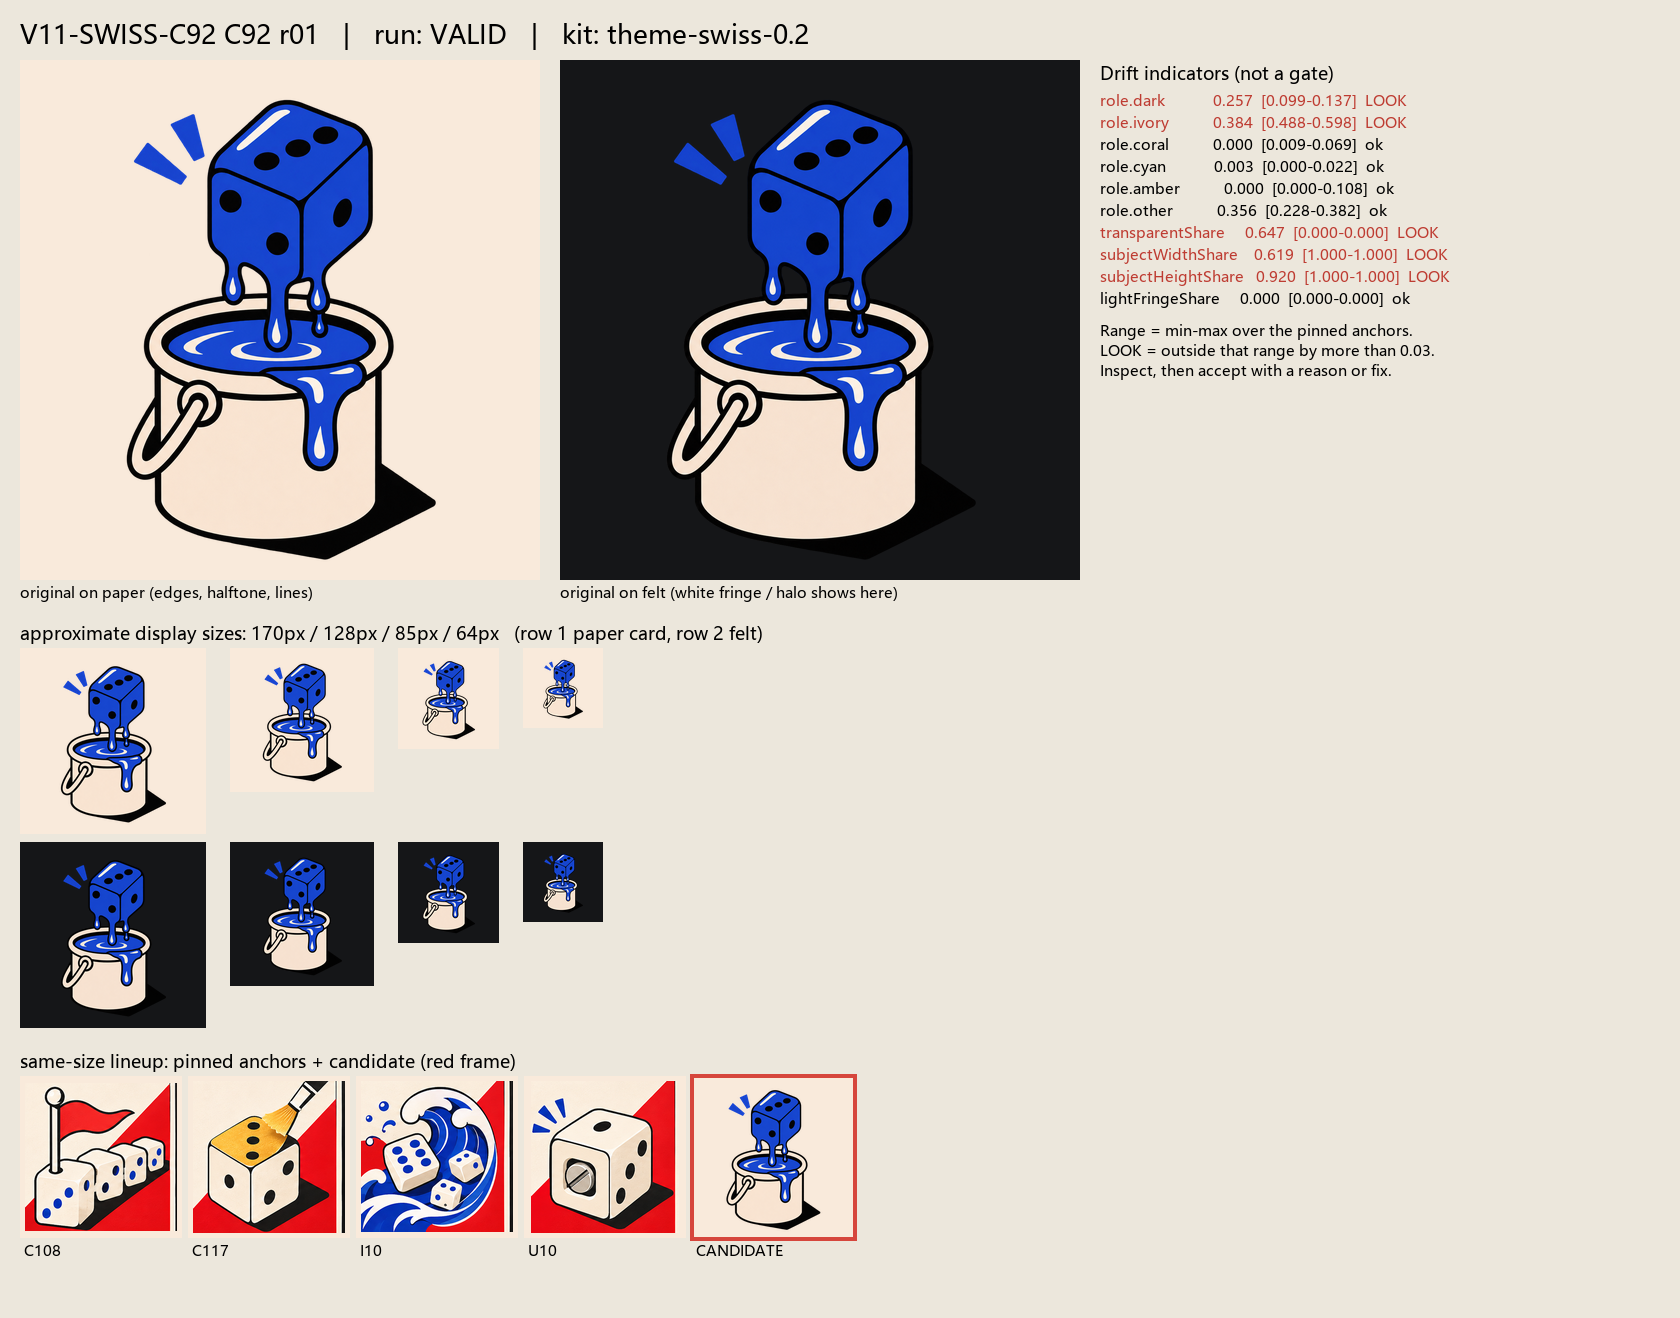 V11-SWISS-C92 C92 r01 | run: VALID | kit: theme-swiss-0.2
Drift indicators (not a gate)
role.dark 0.257 [0.099-0.137] LOOK
role.ivory 0.384 [0.488-0.598] LOOK
role.coral 0.000 [0.009-0.069] ok
role.cyan 0.003 [0.000-0.022] ok
role.amber 0.000 [0.000-0.108] ok
role.other 0.356 [0.228-0.382] ok
transparentShare 0.647 [0.000-0.000] LOOK
subjectWidthShare 0.619 [1.000-1.000] LOOK
subjectHeightShare 0.920 [1.000-1.000] LOOK
lightFringeShare 0.000 [0.000-0.000] ok
Range = min-max over the pinned anchors.
LOOK = outside that range by more than 0.03.
Inspect, then accept with a reason or fix.
original on paper (edges, halftone, lines)
original on felt (white fringe / halo shows here)
approximate display sizes: 170px / 128px / 85px / 64px (row 1 paper card, row 2 felt)
same-size lineup: pinned anchors + candidate (red frame)
C108
C117
I10
U10
CANDIDATE